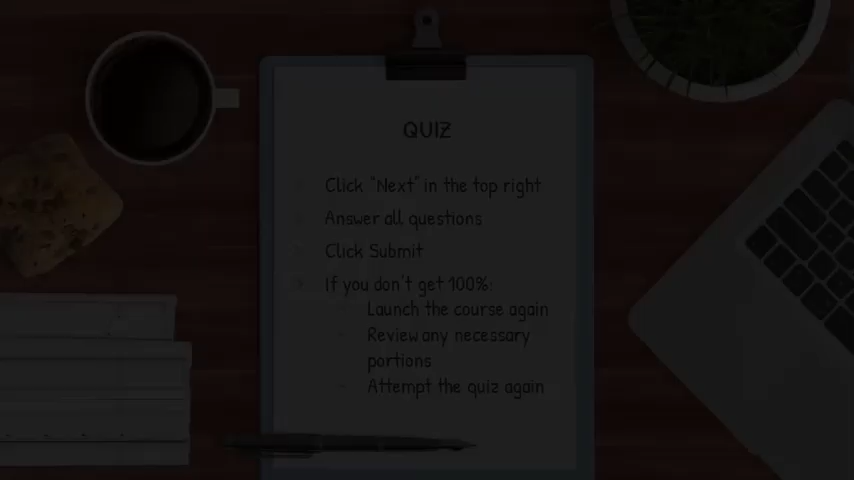 QUIZ
Click "Next" in the top right
Answer all questions
Click Submit
If you don't get 100%:
Launch the course again
Review any necessary
portions
Attempt the quiz again